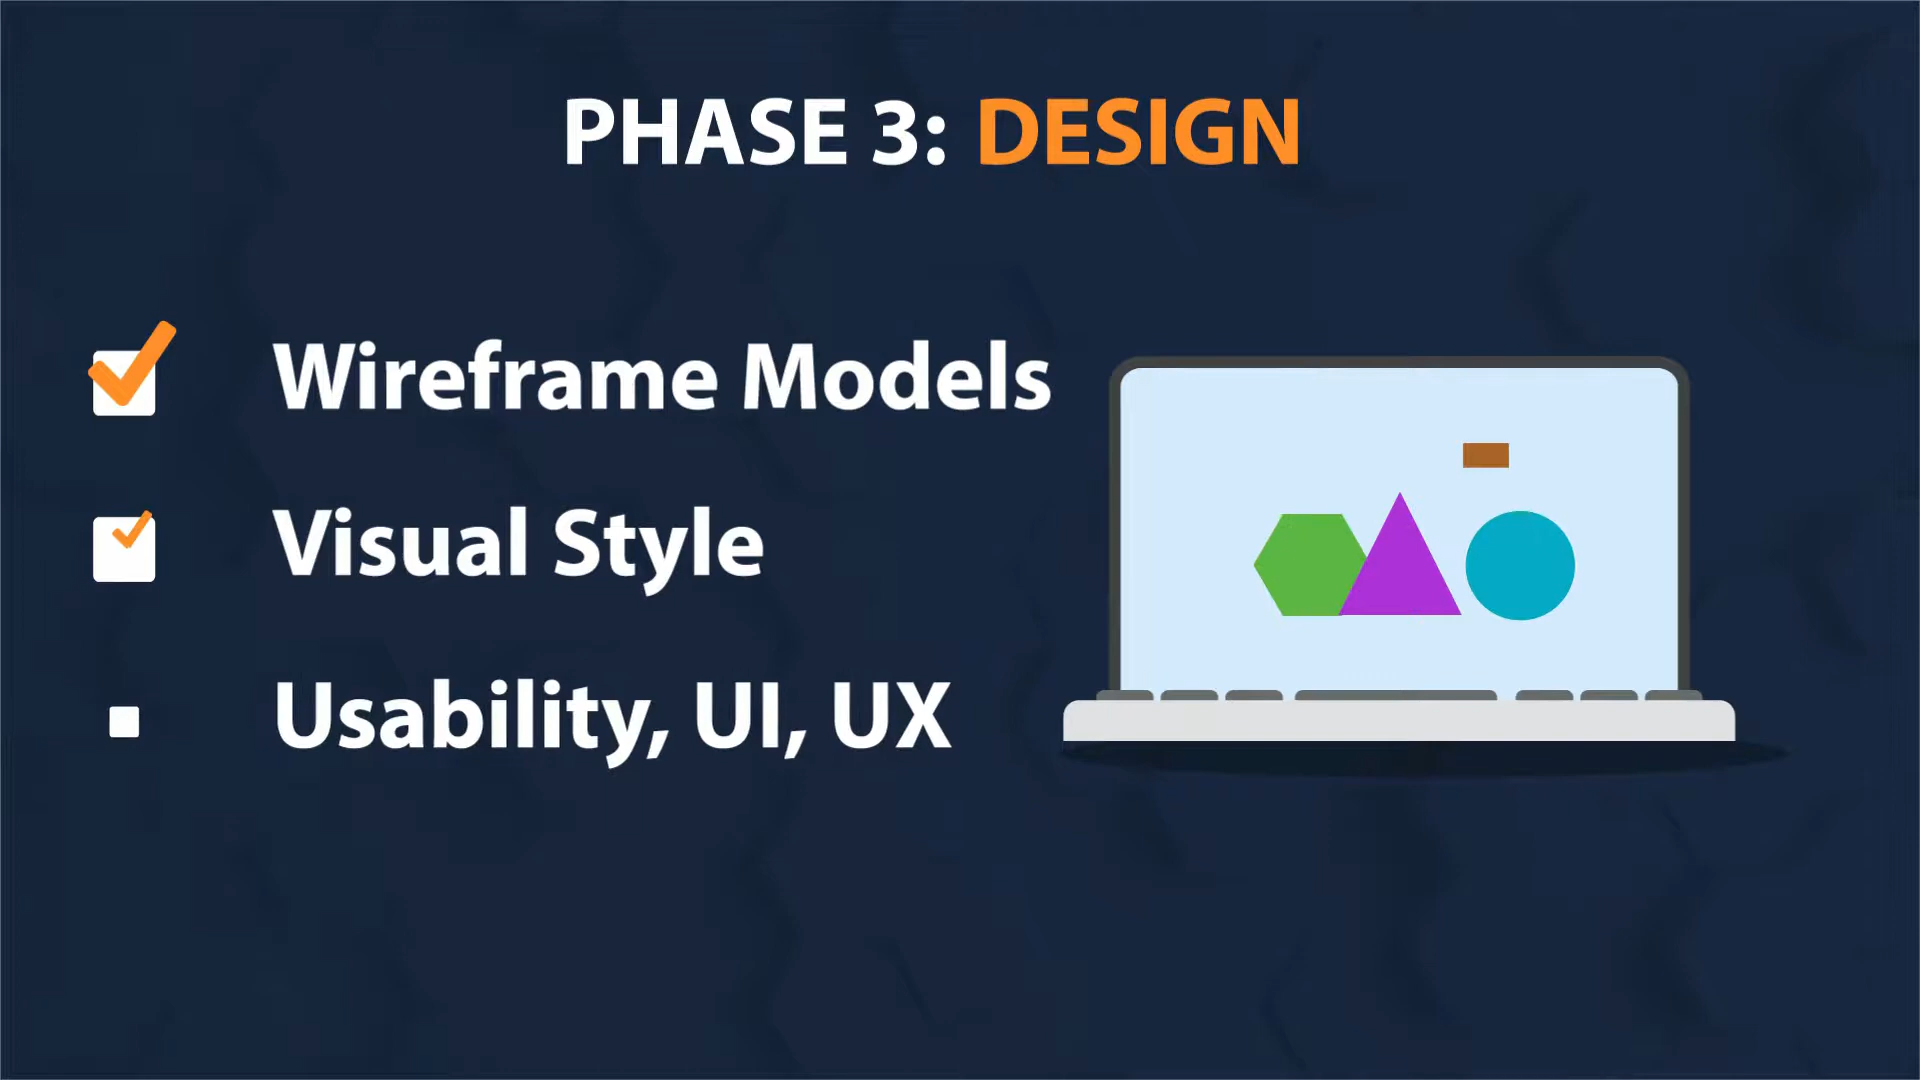 PHASE 3: DESIGN
Wireframe Models
Visual Style
Usability, UI, UX